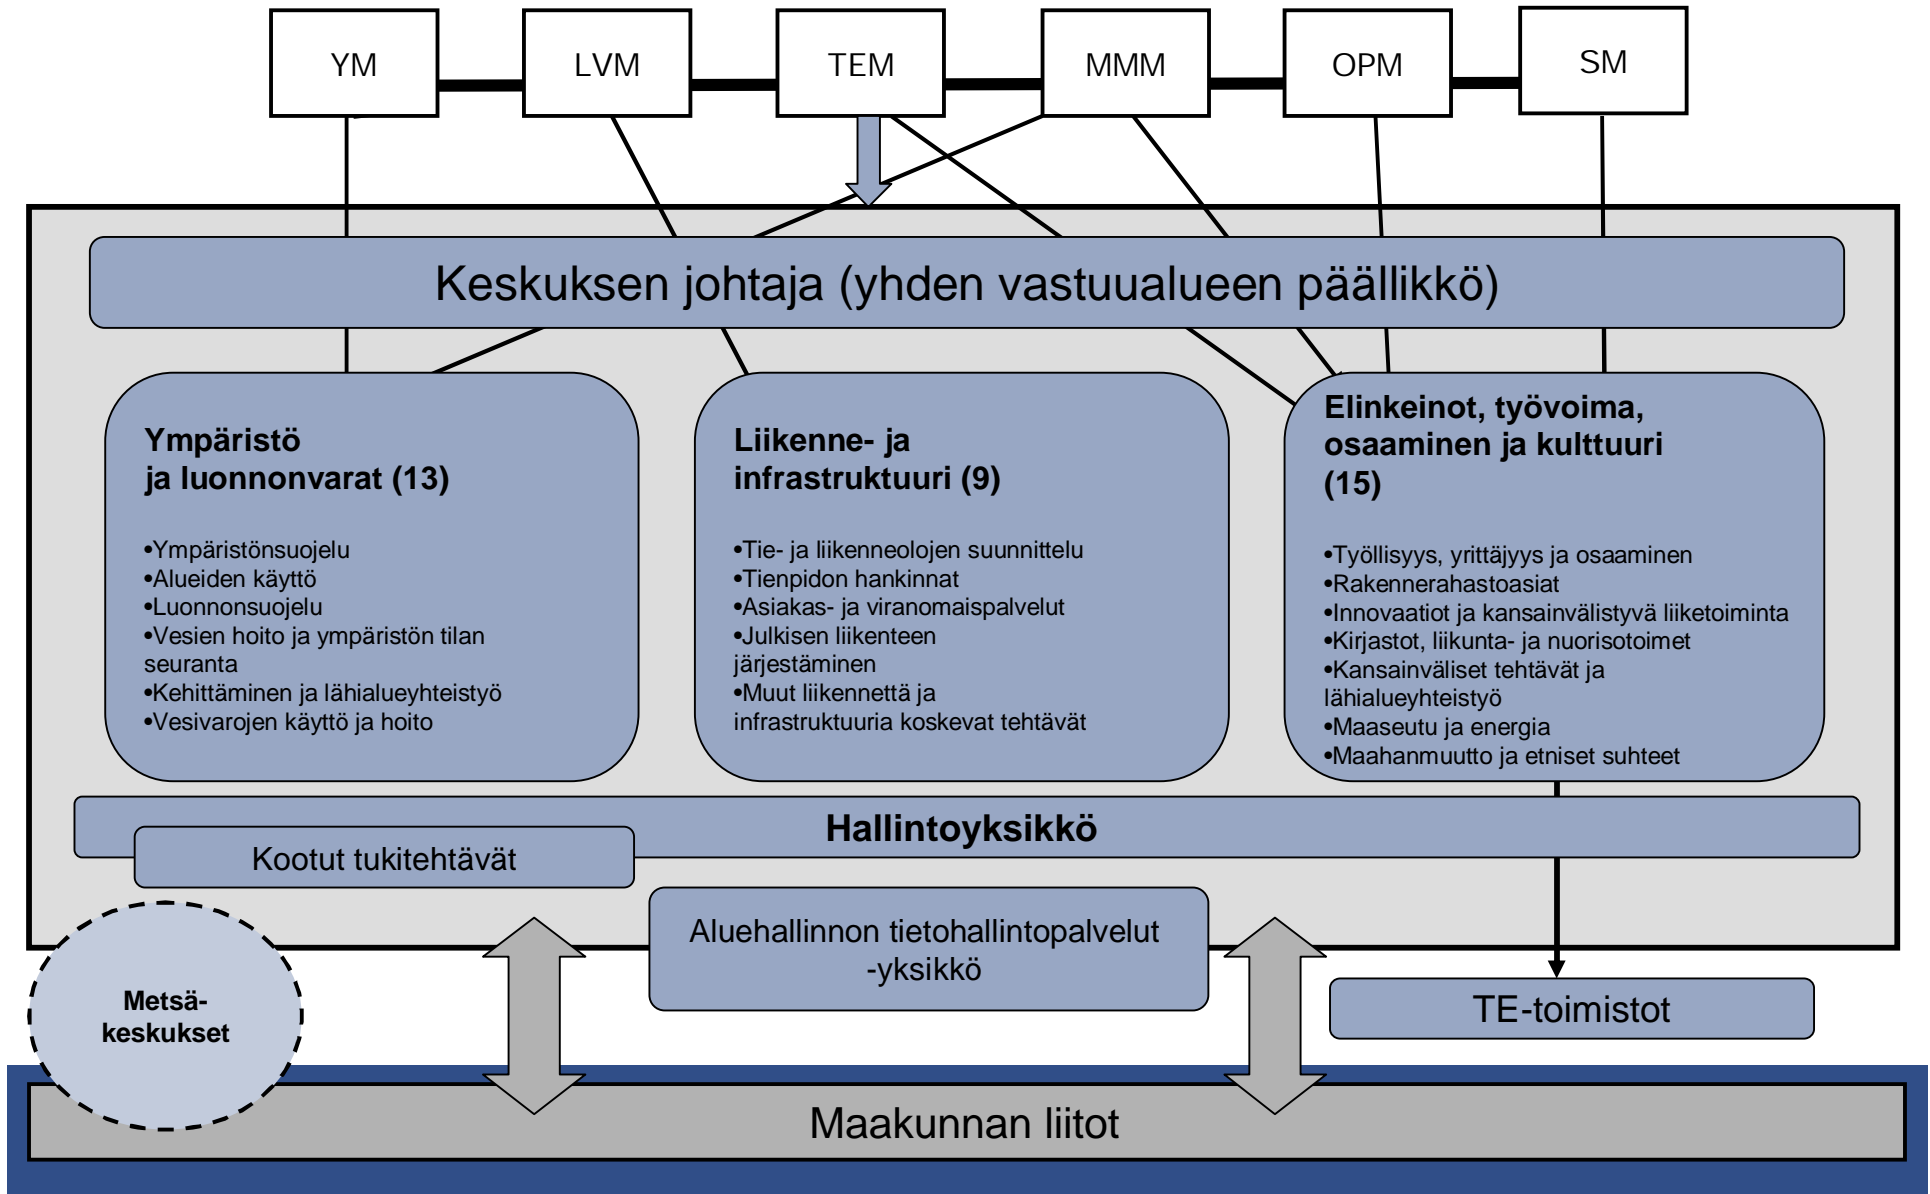 YM
LVM
TEM
MMM
OPM
SM
Keskuksen johtaja (yhden vastuualueen päällikkö)
Ympäristö
ja luonnonvarat (13)
•Ympäristönsuojelu
•Alueiden käyttö
•Luonnonsuojelu
•Vesien hoito ja ympäristön tilan
seuranta
•Kehittäminen ja lähialueyhteistyö
•Vesivarojen käyttö ja hoito
Liikenne- ja
infrastruktuuri (9)
•Tie- ja liikenneolojen suunnittelu
•Tienpidon hankinnat
•Asiakas- ja viranomaispalvelut
•Julkisen liikenteen
järjestäminen
•Muut liikennettä ja
infrastruktuuria koskevat tehtävät
Elinkeinot, työvoima,
osaaminen ja kulttuuri
(15)
•Työllisyys, yrittäjyys ja osaaminen
•Rakennerahastoasiat
•Innovaatiot ja kansainvälistyvä liiketoiminta
•Kirjastot, liikunta- ja nuorisotoimet
•Kansainväliset tehtävät ja
lähialueyhteistyö
•Maaseutu ja energia
•Maahanmuutto ja etniset suhteet
Hallintoyksikkö
Kootut tukitehtävät
Aluehallinnon tietohallintopalvelut
-yksikkö
TE-toimistot
Metsä-
keskukset
Maakunnan liitot